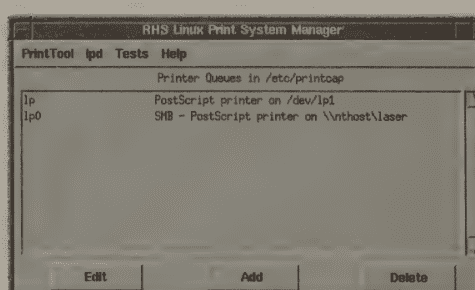 RHS Linux Print System Manager
PrintTool lpd Tests Help
Printer Queues in /etc/printcap
lp PostScript printer on /dev/lp1
lp0 SMB - PostScript printer on \\nthost\laser
Edit Add Delete